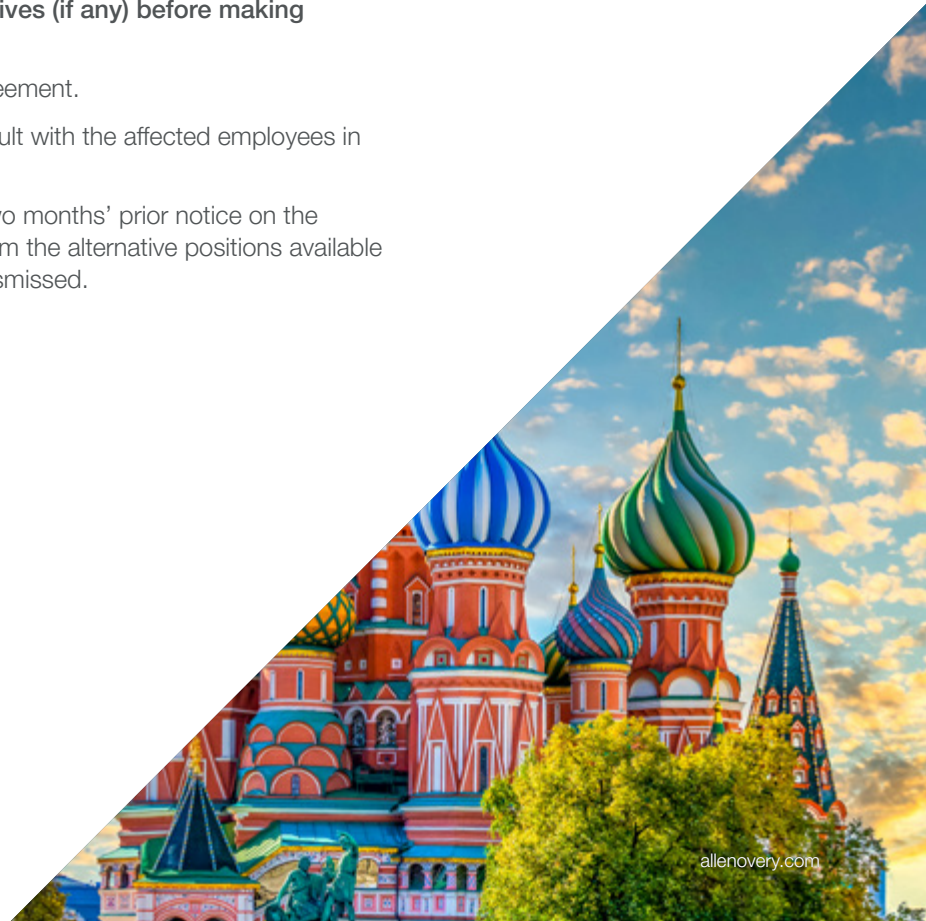 ives (if any) before making
eement.
ult with the affected employees in
vo months’ prior notice on the
m the alternative positions available
smissed.
allenovery.com